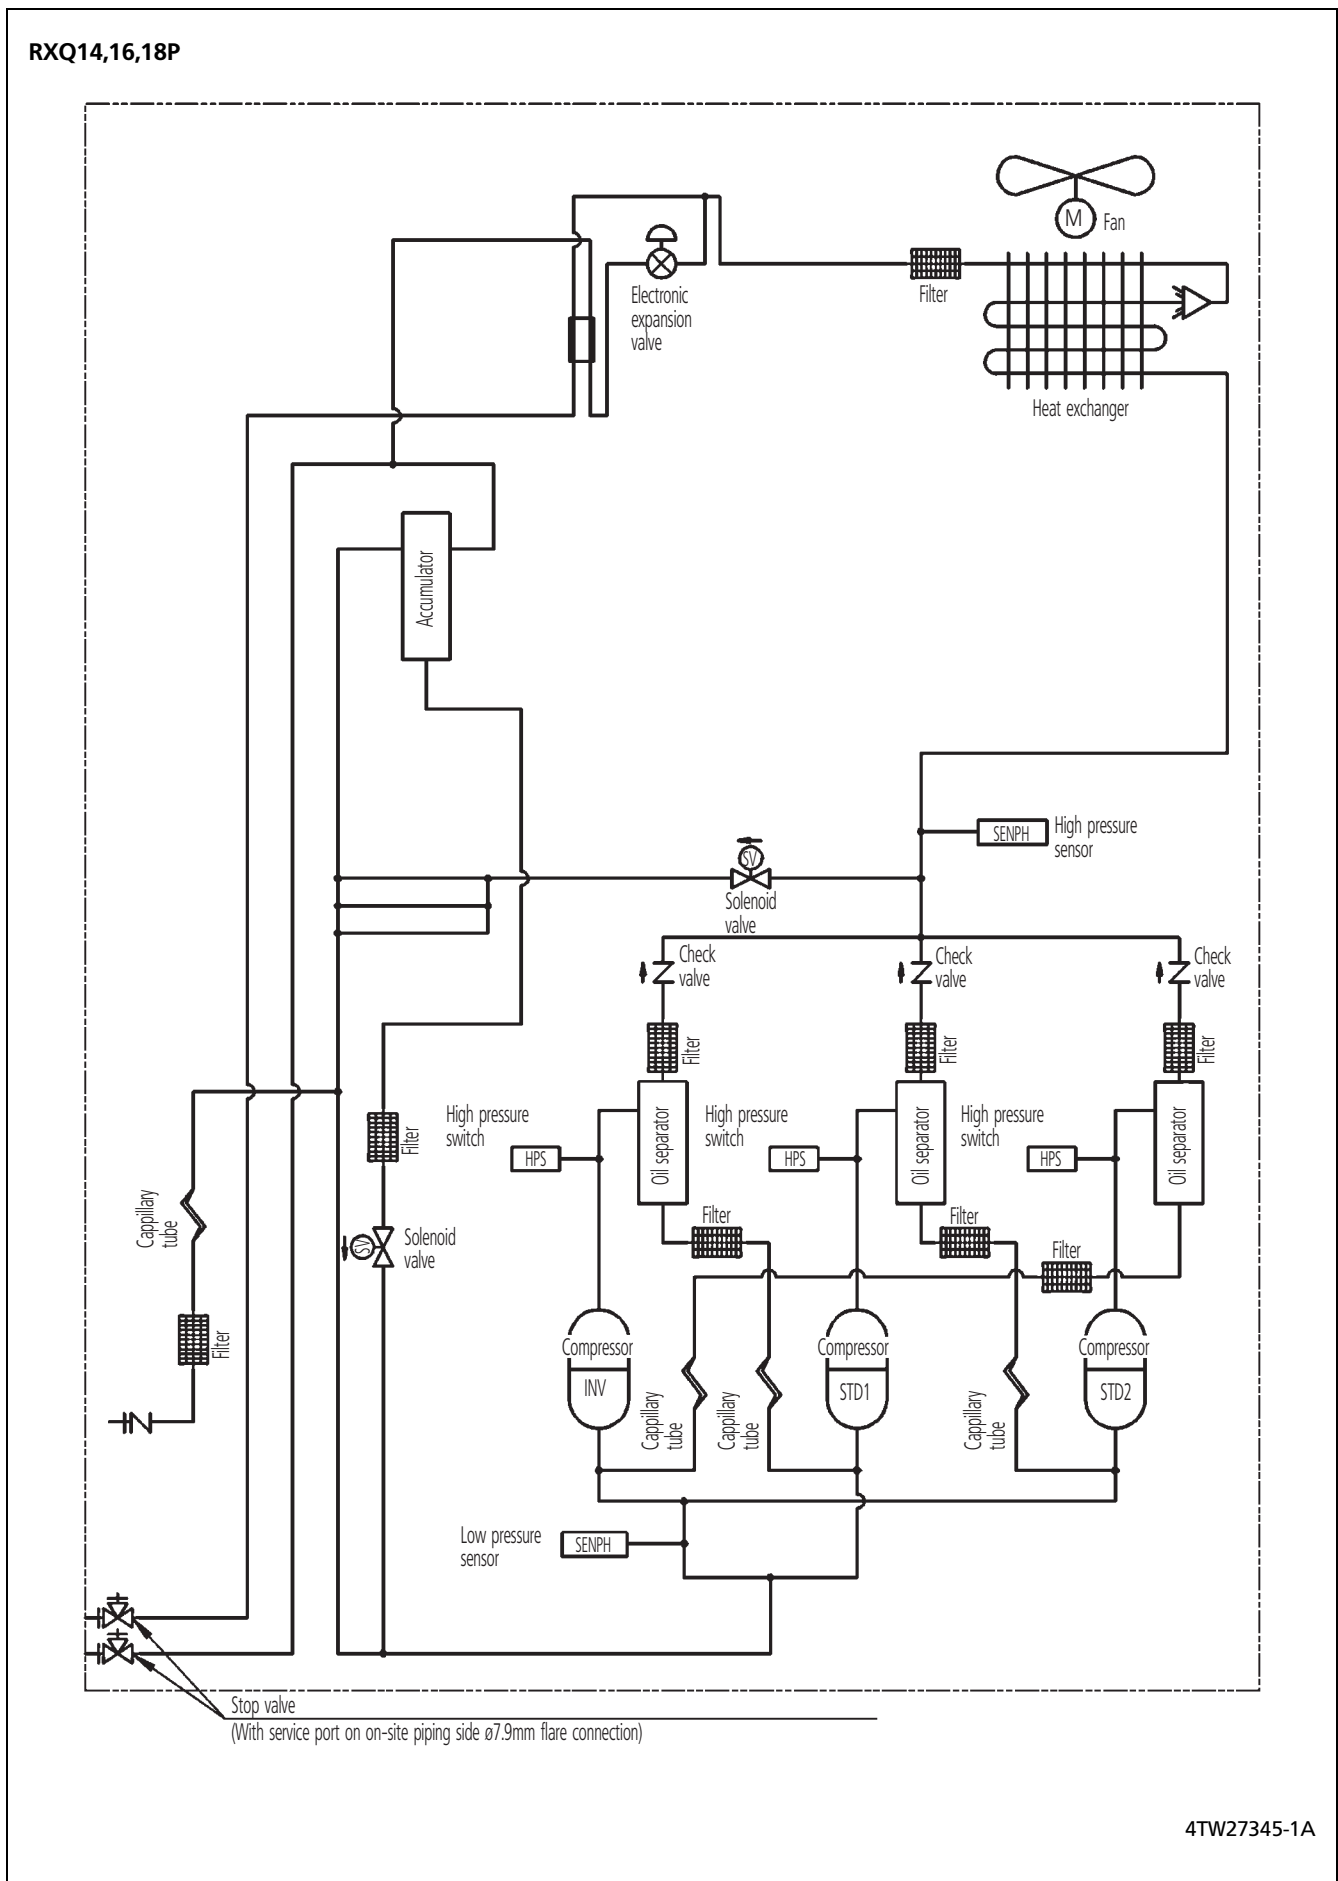 RXQ14,16,18P
M
Fan
Electronic
expansion
valve
Filter
Heat exchanger
Accumulator
SENPH
High pressure
sensor
SV
Solenoid
valve
Check
valve
Check
valve
Check
valve
Filter
Filter
Filter
High pressure
switch
HPS
Oil separator
High pressure
switch
HPS
Oil separator
High pressure
switch
HPS
Oil separator
Filter
Cappillary
tube
SV
Solenoid
valve
Filter
Filter
Filter
Filter
Compressor
INV
Compressor
STD1
Compressor
STD2
Cappillary
tube
Cappillary
tube
Cappillary
tube
Low pressure
sensor
SENPH
Stop valve
(With service port on on-site piping side ø7.9mm flare connection)
4TW27345-1A